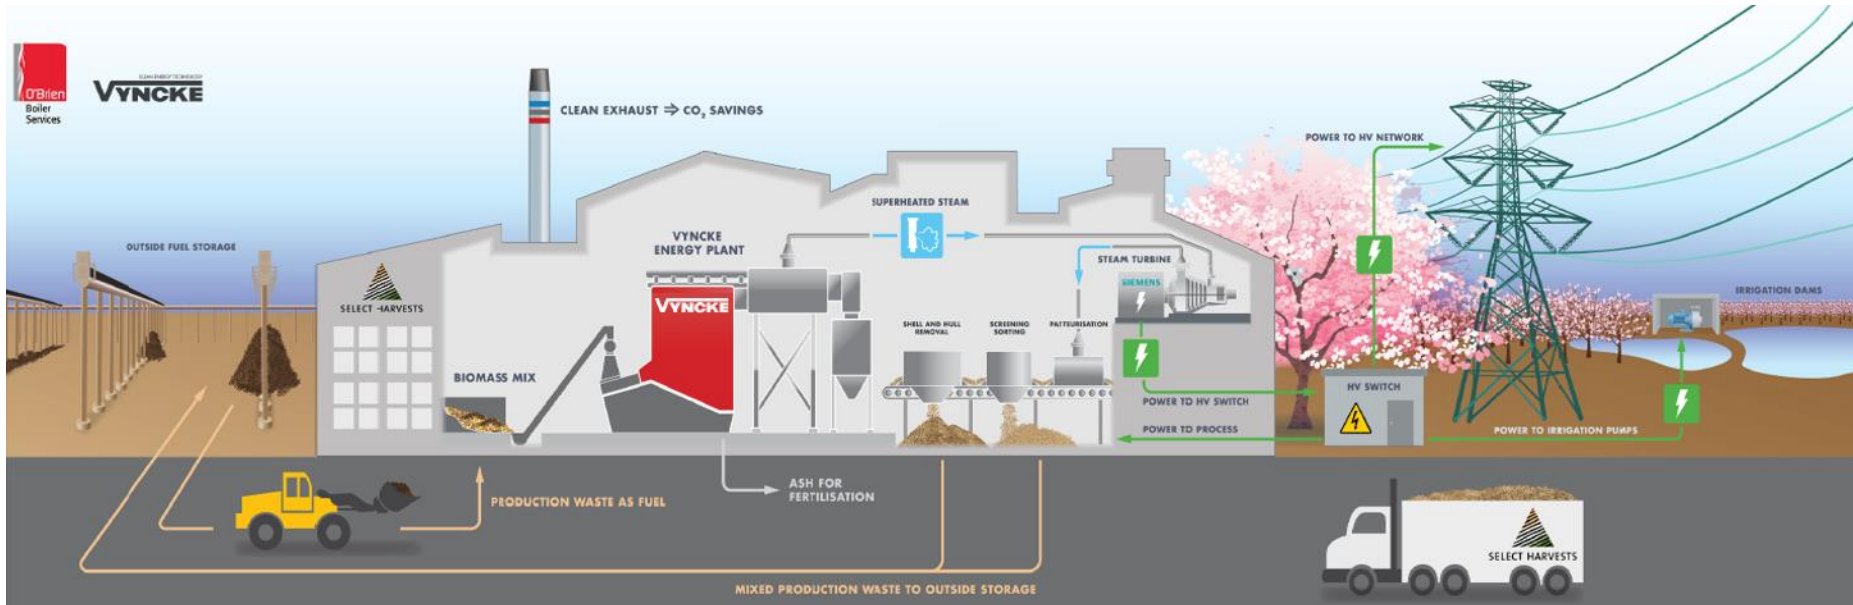 O'Brien
Boiler
Services
CLEAN ENERGY TECHNOLOGY
VYNCKE
CLEAN EXHAUST ⇒ CO₂ SAVINGS
OUTSIDE FUEL STORAGE
SELECT HARVESTS
BIOMASS MIX
VYNCKE
ENERGY PLANT
VYNCKE
SUPERHEATED STEAM
STEAM TURBINE
SIEMENS
SHELL AND HULL
REMOVAL
SCREENING
SORTING
PASTEURISATION
POWER TO HV NETWORK
IRRIGATION DAMS
HV SWITCH
POWER TO HV SWITCH
POWER TO PROCESS
POWER TO IRRIGATION PUMPS
PRODUCTION WASTE AS FUEL
ASH FOR
FERTILISATION
SELECT HARVESTS
MIXED PRODUCTION WASTE TO OUTSIDE STORAGE